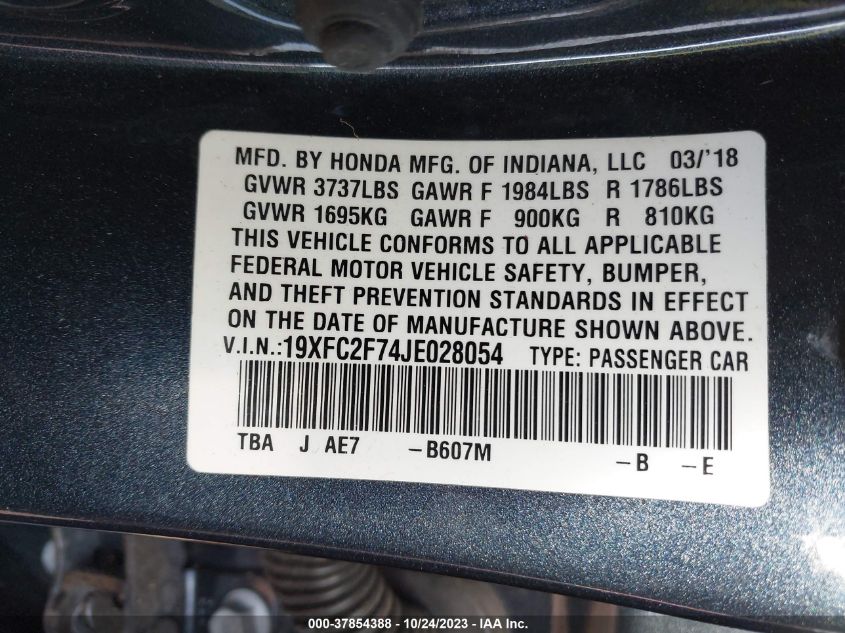 MFD. BY HONDA MFG. OF INDIANA, LLC 03/'18
GVWR 3737LBS GAWR F 1984LBS R 1786LBS
GVWR 1695KG GAWR F 900KG R 810KG
THIS VEHICLE CONFORMS TO ALL APPLICABLE
FEDERAL MOTOR VEHICLE SAFETY, BUMPER,
AND THEFT PREVENTION STANDARDS IN EFFECT
ON THE DATE OF MANUFACTURE SHOWN ABOVE.
V.I.N.:19XFC2F74JE028054 TYPE: PASSENGER CAR
TBA J AE7 -B607M -B -E
000-37854388 - 10/24/2023 - IAA Inc.